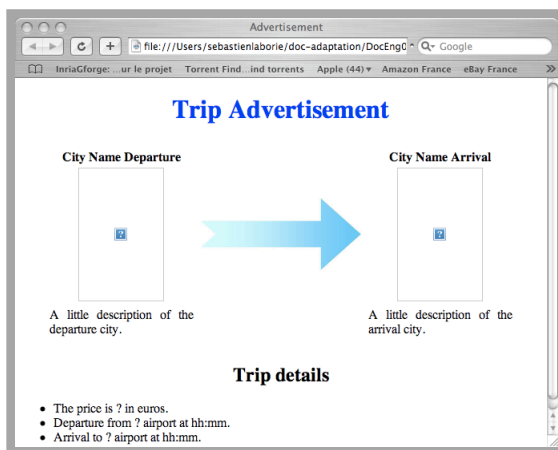 Advertisement
file:///Users/sebastienlaborie/doc-adaptation/DocEng0
Google
InriaGforge: ...ur le projet Torrent Find...ind torrents Apple (44) Amazon France eBay France
Trip Advertisement
City Name Departure City Name Arrival
? ?
A little description of the A little description of the
departure city. arrival city.
Trip details
• The price is ? in euros.
• Departure from ? airport at hh:mm.
• Arrival to ? airport at hh:mm.